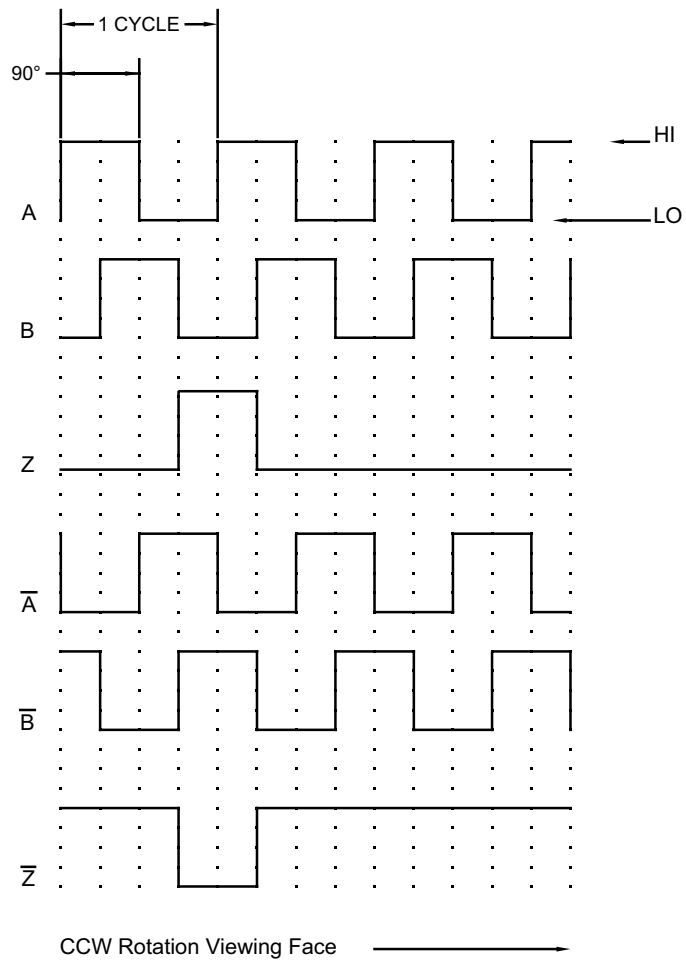 1 CYCLE
90°
HI
A
LO
B
Z
A̅
B̅
Z̅
CCW Rotation Viewing Face